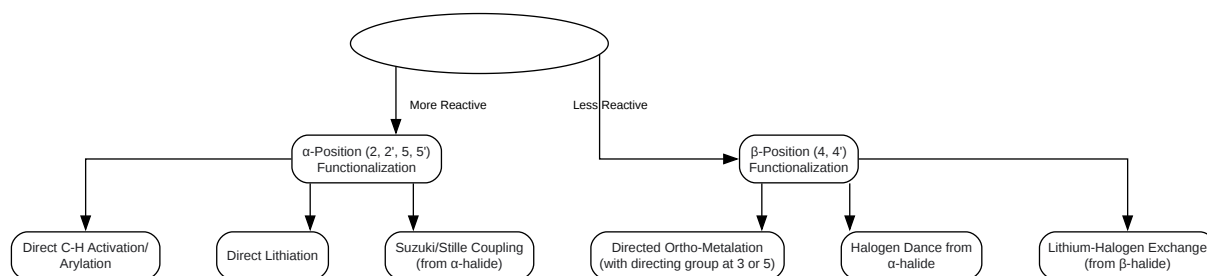 More Reactive
Less Reactive
α-Position (2, 2', 5, 5')
Functionalization
β-Position (4, 4')
Functionalization
Direct C-H Activation/
Arylation
Direct Lithiation
Suzuki/Stille Coupling
(from α-halide)
Directed Ortho-Metalation
(with directing group at 3 or 5)
Halogen Dance from
α-halide
Lithium-Halogen Exchange
(from β-halide)